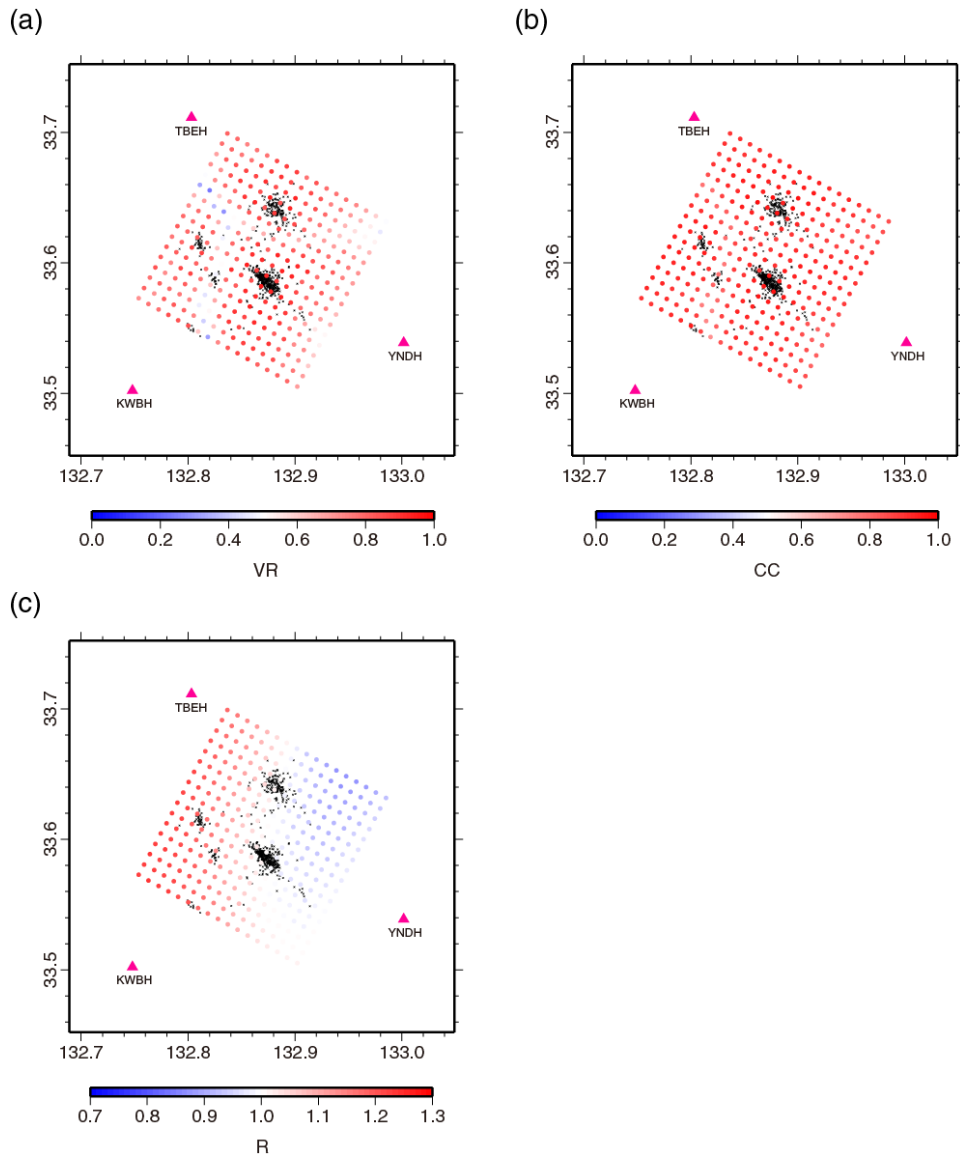 (a)
33.7
33.6
33.5
TBEH
YNDH
KWBH
132.7 132.8 132.9 133.0
0.0 0.2 0.4 0.6 0.8 1.0
VR
(b)
33.7
33.6
33.5
TBEH
YNDH
KWBH
132.7 132.8 132.9 133.0
0.0 0.2 0.4 0.6 0.8 1.0
CC
(c)
33.7
33.6
33.5
TBEH
YNDH
KWBH
132.7 132.8 132.9 133.0
0.7 0.8 0.9 1.0 1.1 1.2 1.3
R